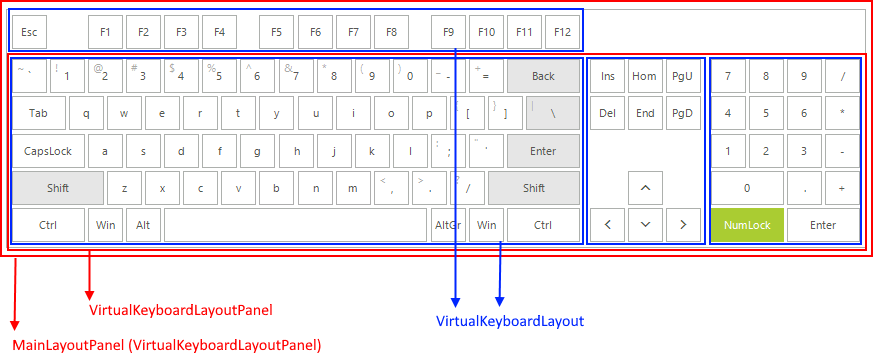 Esc F1 F2 F3 F4 F5 F6 F7 F8 F9 F10 F11 F12
~ ` ! 1 @ 2 # 3 $ 4 % 5 ^ 6 & 7 * 8 ( 9 ) 0 _ - + = Back Ins Hom PgU 7 8 9 /
Tab q w e r t y u i o p { [ } ] | \ Del End PgD 4 5 6 *
CapsLock a s d f g h j k l : ; " ' Enter 1 2 3 -
Shift z x c v b n m < , > . ? / Shift 0 . +
Ctrl Win Alt AltGr Win Ctrl NumLock Enter
VirtualKeyboardLayoutPanel
VirtualKeyboardLayout
MainLayoutPanel (VirtualKeyboardLayoutPanel)